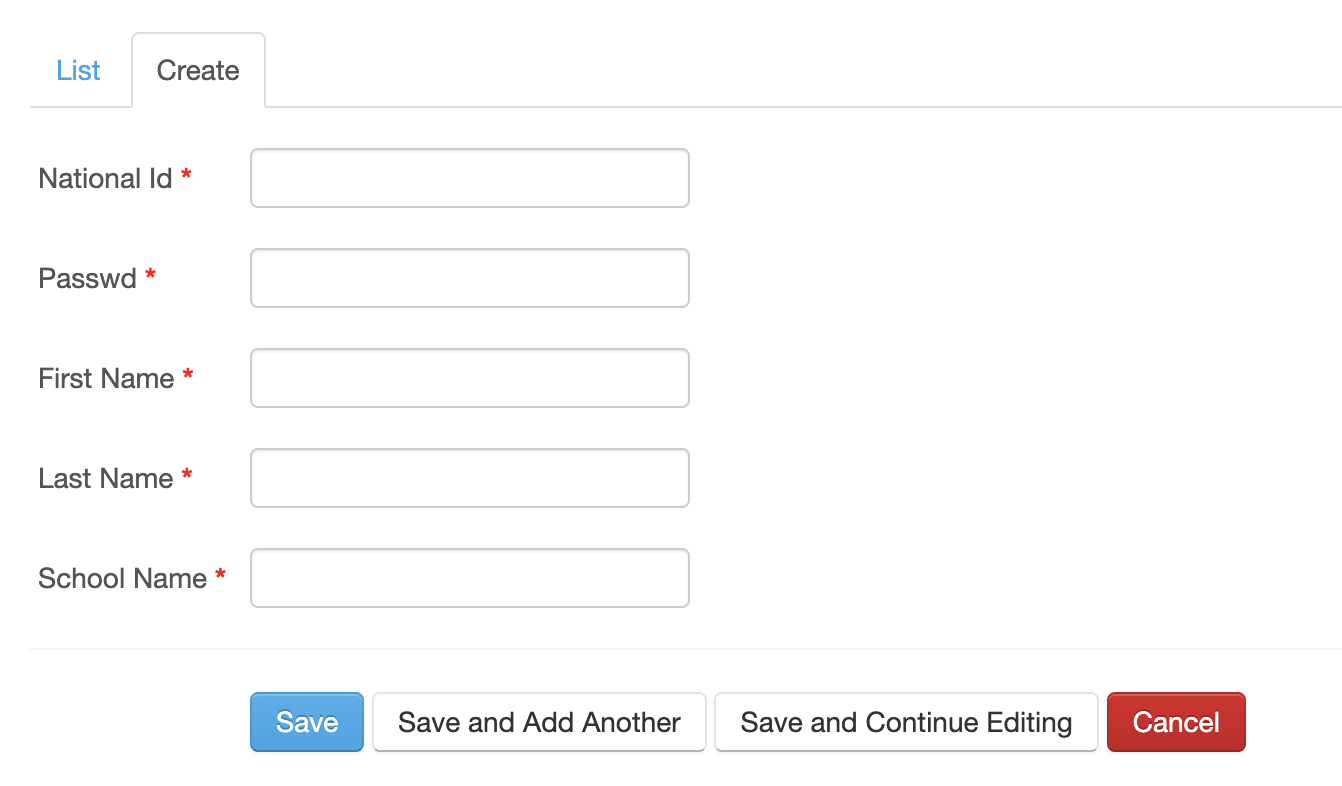 List Create
National Id *
Passwd *
First Name *
Last Name *
School Name *
Save Save and Add Another Save and Continue Editing Cancel